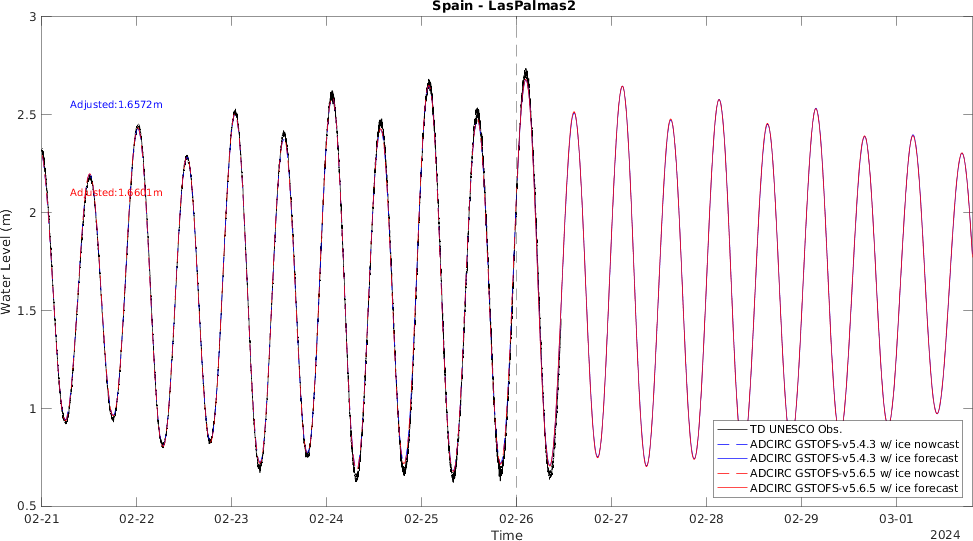 Spain - LasPalmas2
3
2.5
2
1.5
1
0.5
Water Level (m)
Adjusted:1.6572m
Adjusted:1.6601m
TD UNESCO Obs.
ADCIRC GSTOFS-v5.4.3 w/ ice nowcast
ADCIRC GSTOFS-v5.4.3 w/ ice forecast
ADCIRC GSTOFS-v5.6.5 w/ ice nowcast
ADCIRC GSTOFS-v5.6.5 w/ ice forecast
02-21 02-22 02-23 02-24 02-25 02-26 02-27 02-28 02-29 03-01
Time
2024